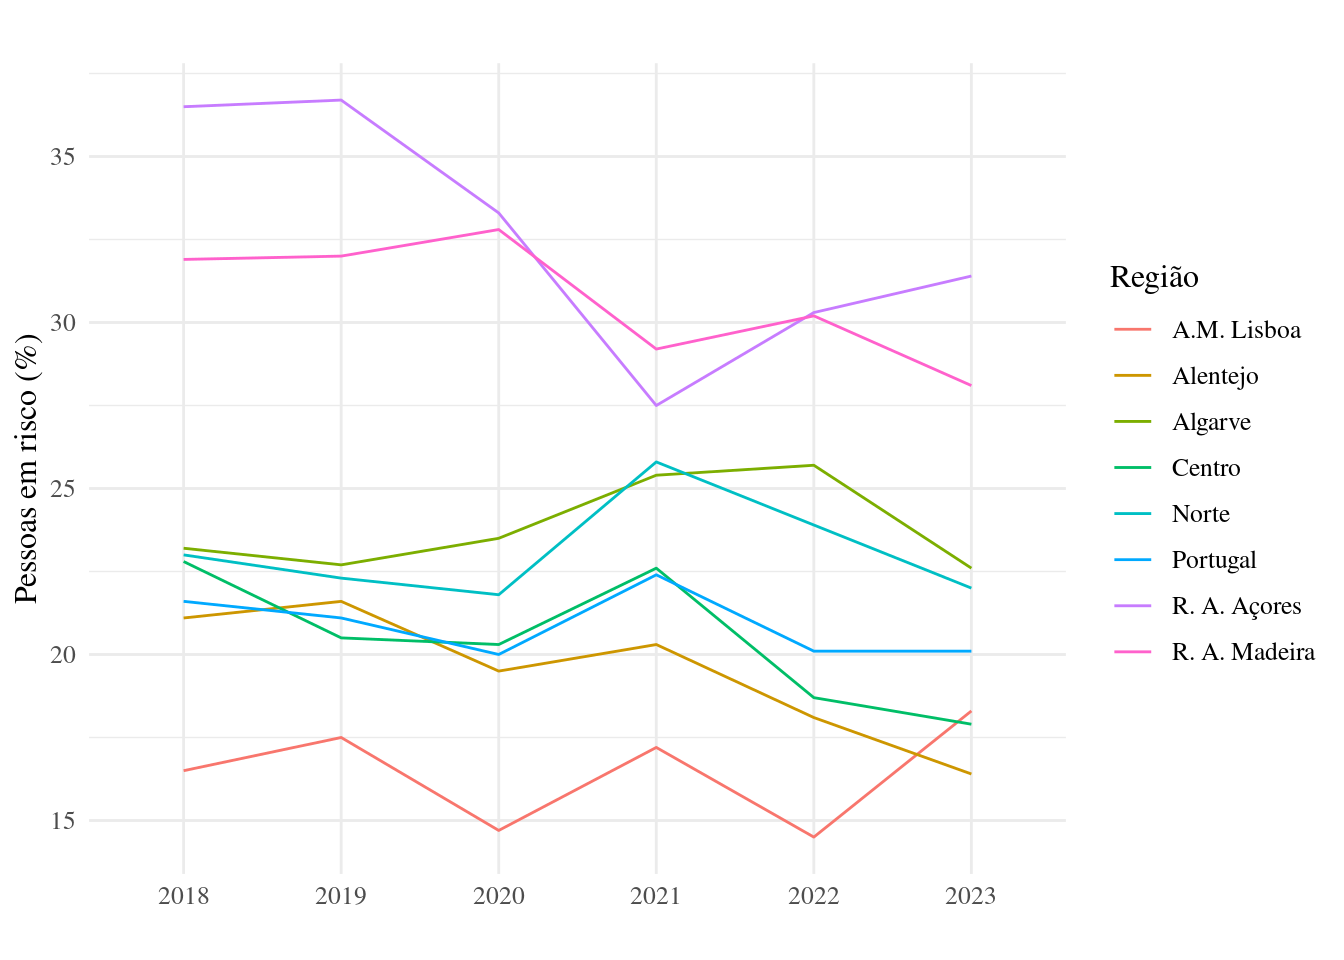 Pessoas em risco (%)
35
30
25
20
15
2018 2019 2020 2021 2022 2023
Região
A.M. Lisboa
Alentejo
Algarve
Centro
Norte
Portugal
R. A. Açores
R. A. Madeira